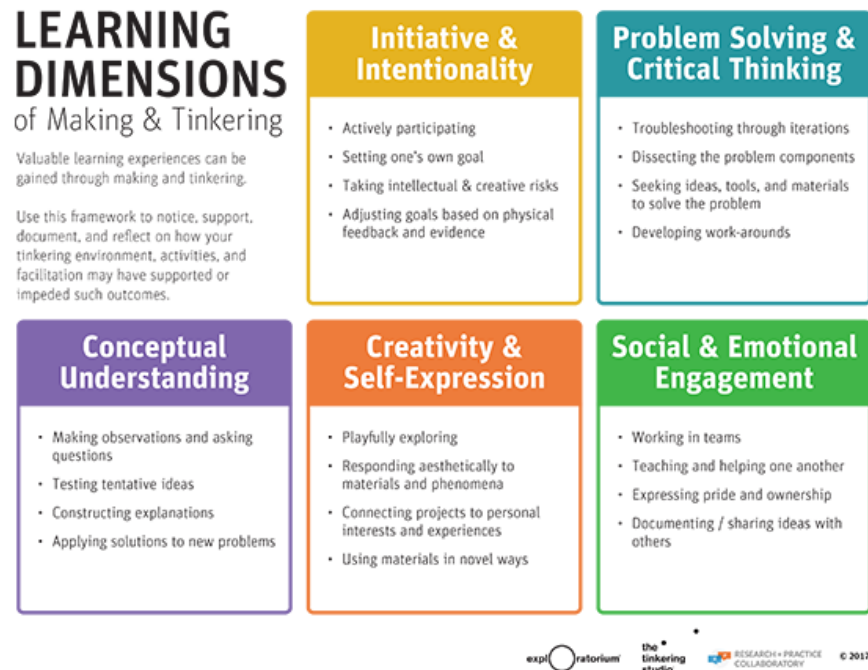 LEARNING
DIMENSIONS
of Making & Tinkering
Valuable learning experiences can be
gained through making and tinkering.
Use this framework to notice, support,
document, and reflect on how your
tinkering environment, activities, and
facilitation may have supported or
impeded such outcomes.
Initiative &
Intentionality
• Actively participating
• Setting one's own goal
• Taking intellectual & creative risks
• Adjusting goals based on physical
feedback and evidence
Problem Solving &
Critical Thinking
• Troubleshooting through iterations
• Dissecting the problem components
• Seeking ideas, tools, and materials
to solve the problem
• Developing work-arounds
Conceptual
Understanding
• Making observations and asking
questions
• Testing tentative ideas
• Constructing explanations
• Applying solutions to new problems
Creativity &
Self-Expression
• Playfully exploring
• Responding aesthetically to
materials and phenomena
• Connecting projects to personal
interests and experiences
• Using materials in novel ways
Social & Emotional
Engagement
• Working in teams
• Teaching and helping one another
• Expressing pride and ownership
• Documenting / sharing ideas with
others
explOratorium
the
tinkering
studio
RESEARCH + PRACTICE
COLLABORATORY
© 2017